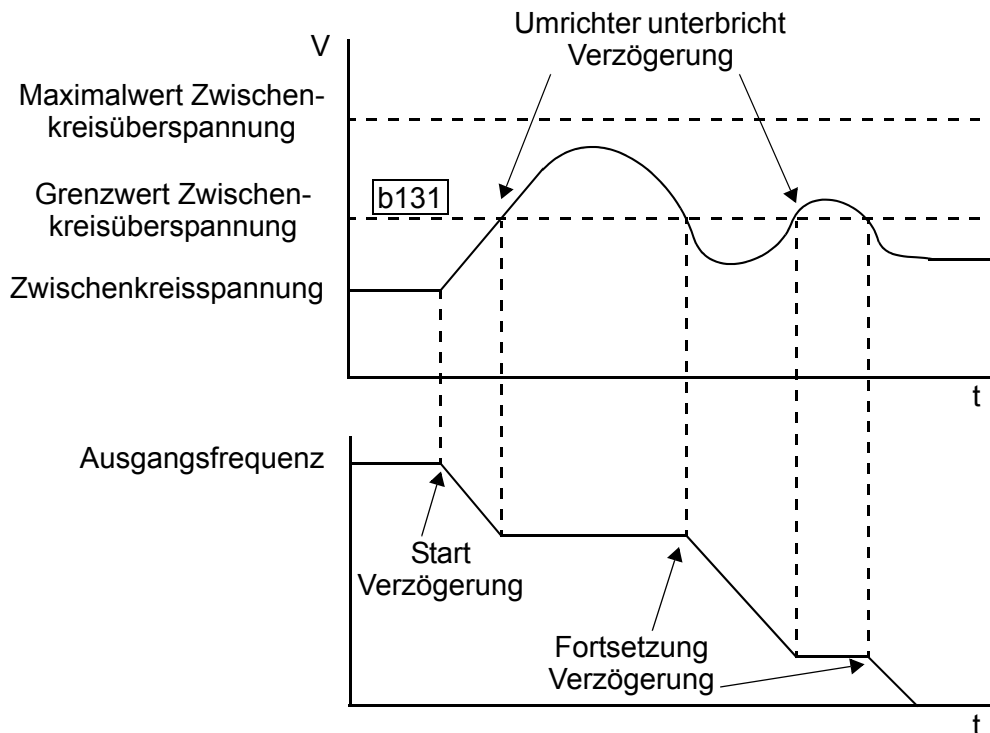 Umrichter unterbricht
Verzögerung
V
Maximalwert Zwischen-
kreisüberspannung
Grenzwert Zwischen-
kreisüberspannung
b131
Zwischenkreisspannung
t
Ausgangsfrequenz
Start
Verzögerung
Fortsetzung
Verzögerung
t